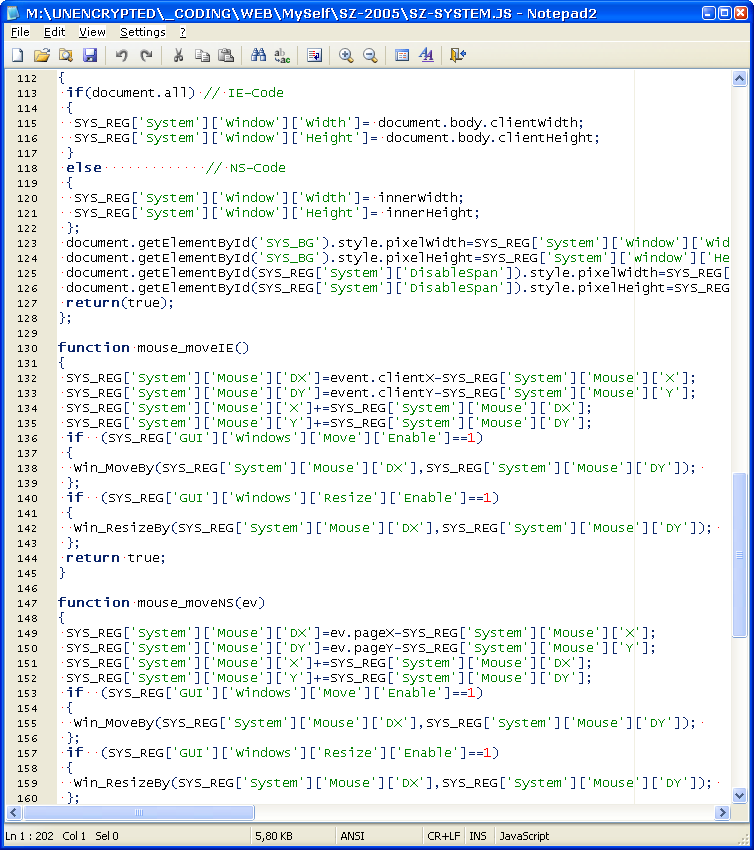 M:\UNENCRYPTED\_CODING\WEB\MySelf\SZ-2005\SZ-SYSTEM.JS - Notepad2
File Edit View Settings ?
112 {
113 if(document.all) // IE-Code
114 {
115 SYS_REG['System']['Window']['Width']= document.body.clientWidth;
116 SYS_REG['System']['Window']['Height']= document.body.clientHeight;
117 }
118 else // NS-Code
119 {
120 SYS_REG['System']['Window']['Width']= innerWidth;
121 SYS_REG['System']['Window']['Height']= innerHeight;
122 };
123 document.getElementById('SYS_BG').style.pixelWidth=SYS_REG['System']['Window']['Wid
124 document.getElementById('SYS_BG').style.pixelHeight=SYS_REG['System']['Window']['He
125 document.getElementById(SYS_REG['System']['DisableSpan']).style.pixelWidth=SYS_REG[
126 document.getElementById(SYS_REG['System']['DisableSpan']).style.pixelHeight=SYS_REG
127 return(true);
128 };
129
130 function mouse_moveIE()
131 {
132 SYS_REG['System']['Mouse']['DX']=event.clientX-SYS_REG['System']['Mouse']['X'];
133 SYS_REG['System']['Mouse']['DY']=event.clientY-SYS_REG['System']['Mouse']['Y'];
134 SYS_REG['System']['Mouse']['X']+=SYS_REG['System']['Mouse']['DX'];
135 SYS_REG['System']['Mouse']['Y']+=SYS_REG['System']['Mouse']['DY'];
136 if (SYS_REG['GUI']['Windows']['Move']['Enable']==1)
137 {
138 Win_MoveBy(SYS_REG['System']['Mouse']['DX'],SYS_REG['System']['Mouse']['DY']);
139 };
140 if (SYS_REG['GUI']['Windows']['Resize']['Enable']==1)
141 {
142 Win_ResizeBy(SYS_REG['System']['Mouse']['DX'],SYS_REG['System']['Mouse']['DY']);
143 };
144 return true;
145 }
146
147 function mouse_moveNS(ev)
148 {
149 SYS_REG['System']['Mouse']['DX']=ev.pageX-SYS_REG['System']['Mouse']['X'];
150 SYS_REG['System']['Mouse']['DY']=ev.pageY-SYS_REG['System']['Mouse']['Y'];
151 SYS_REG['System']['Mouse']['X']+=SYS_REG['System']['Mouse']['DX'];
152 SYS_REG['System']['Mouse']['Y']+=SYS_REG['System']['Mouse']['DY'];
153 if (SYS_REG['GUI']['Windows']['Move']['Enable']==1)
154 {
155 Win_MoveBy(SYS_REG['System']['Mouse']['DX'],SYS_REG['System']['Mouse']['DY']);
156 };
157 if (SYS_REG['GUI']['Windows']['Resize']['Enable']==1)
158 {
159 Win_ResizeBy(SYS_REG['System']['Mouse']['DX'],SYS_REG['System']['Mouse']['DY']);
160 };
Ln 1 : 202 Col 1 Sel 0 5,80 KB ANSI CR+LF INS JavaScript